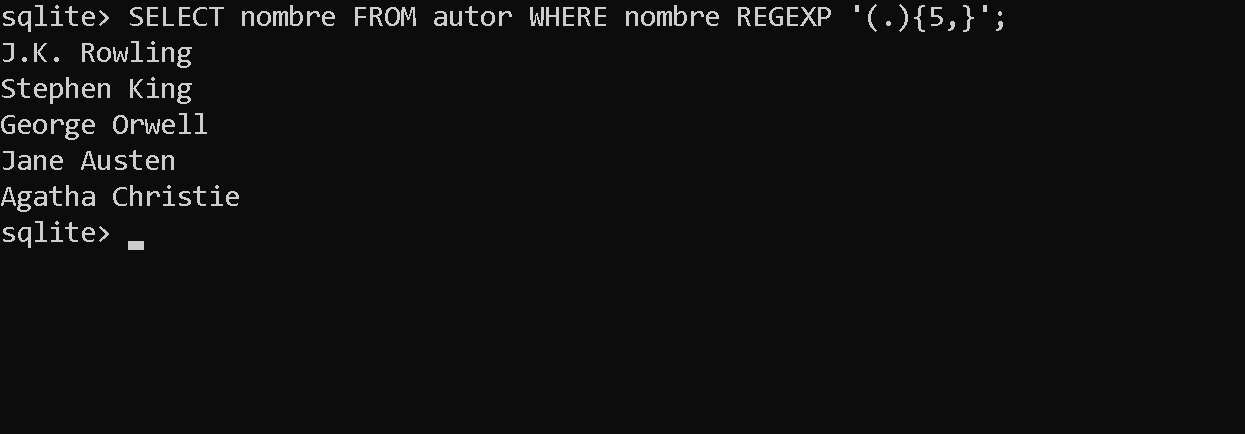 sqlite> SELECT nombre FROM autor WHERE nombre REGEXP '(.){5,}';
J.K. Rowling
Stephen King
George Orwell
Jane Austen
Agatha Christie
sqlite>